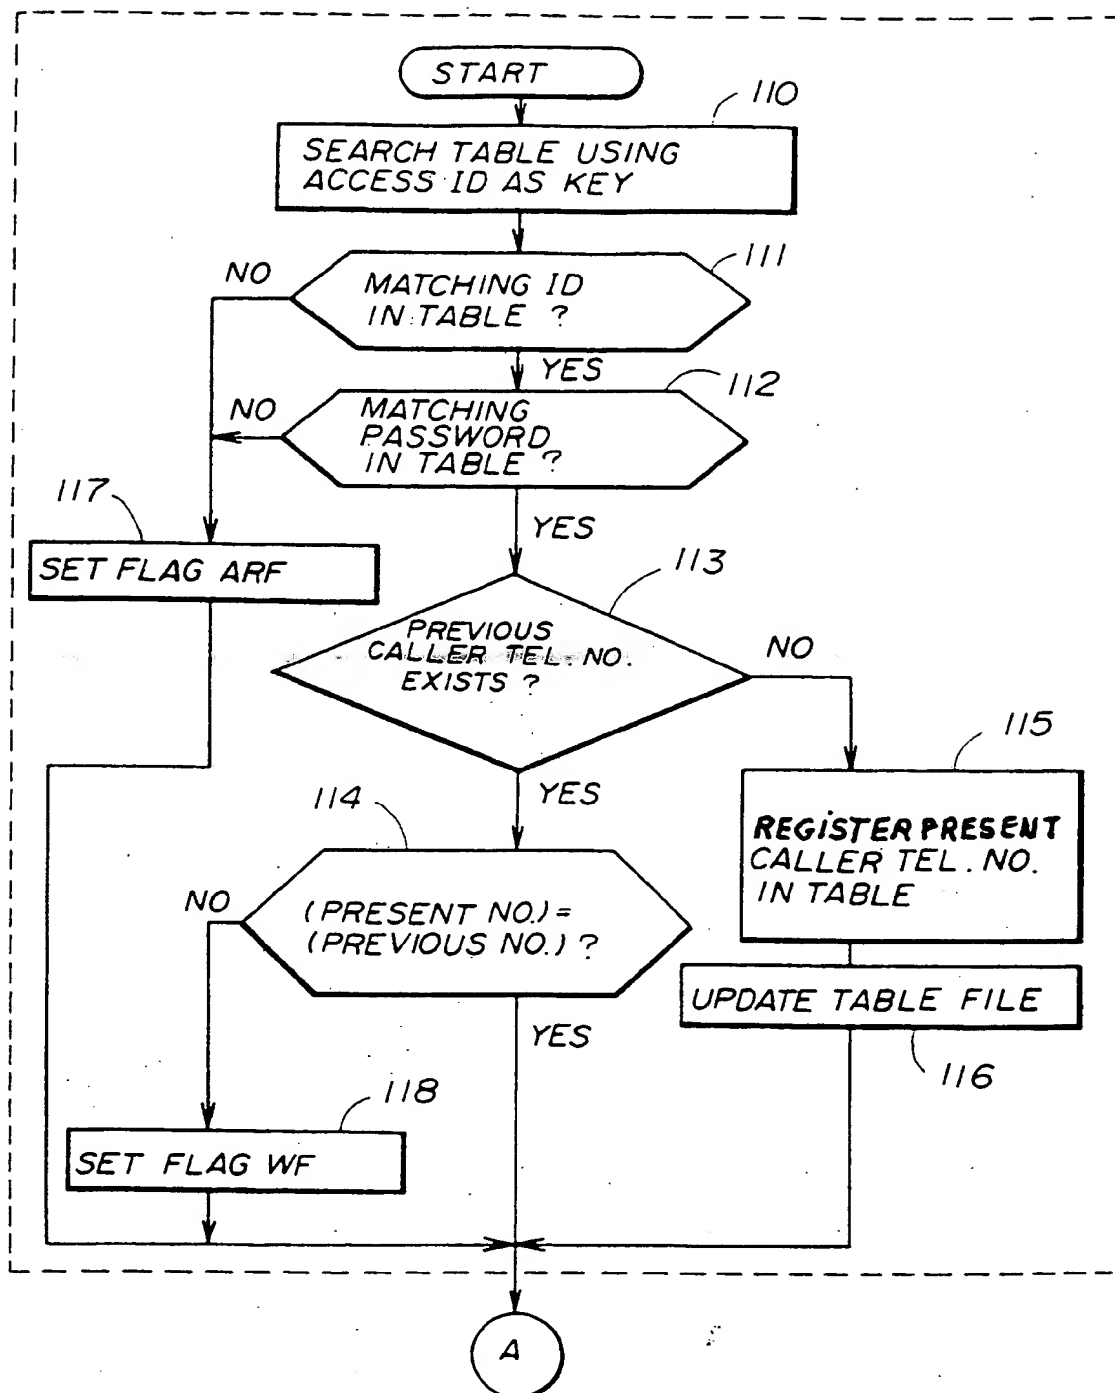 START
110
SEARCH TABLE USING
ACCESS ID AS KEY
111
NO
MATCHING ID
IN TABLE ?
YES
112
NO
MATCHING
PASSWORD
IN TABLE ?
117
YES
SET FLAG ARF
113
PREVIOUS
CALLER TEL. NO.
EXISTS ?
NO
115
YES
114
REGISTER PRESENT
CALLER TEL. NO.
IN TABLE
NO
(PRESENT NO.) =
(PREVIOUS NO.) ?
UPDATE TABLE FILE
YES
116
118
SET FLAG WF
A